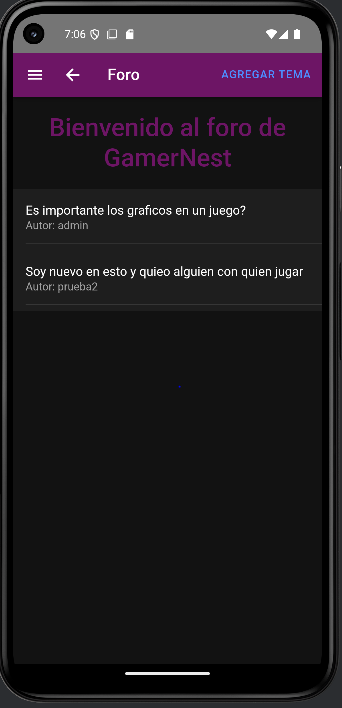 7:06
Foro
AGREGAR TEMA
Bienvenido al foro de
GamerNest
Es importante los graficos en un juego?
Autor: admin
Soy nuevo en esto y quieo alguien con quien jugar
Autor: prueba2